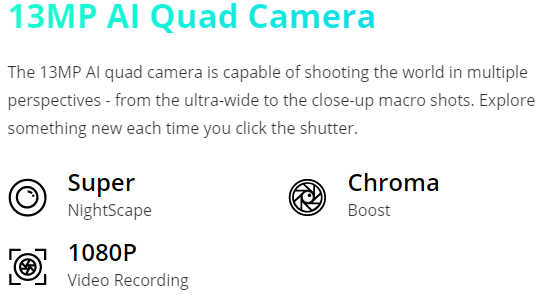 13MP AI Quad Camera
The 13MP AI quad camera is capable of shooting the world in multiple
perspectives - from the ultra-wide to the close-up macro shots. Explore
something new each time you click the shutter.
Super
NightScape
Chroma
Boost
1080P
Video Recording